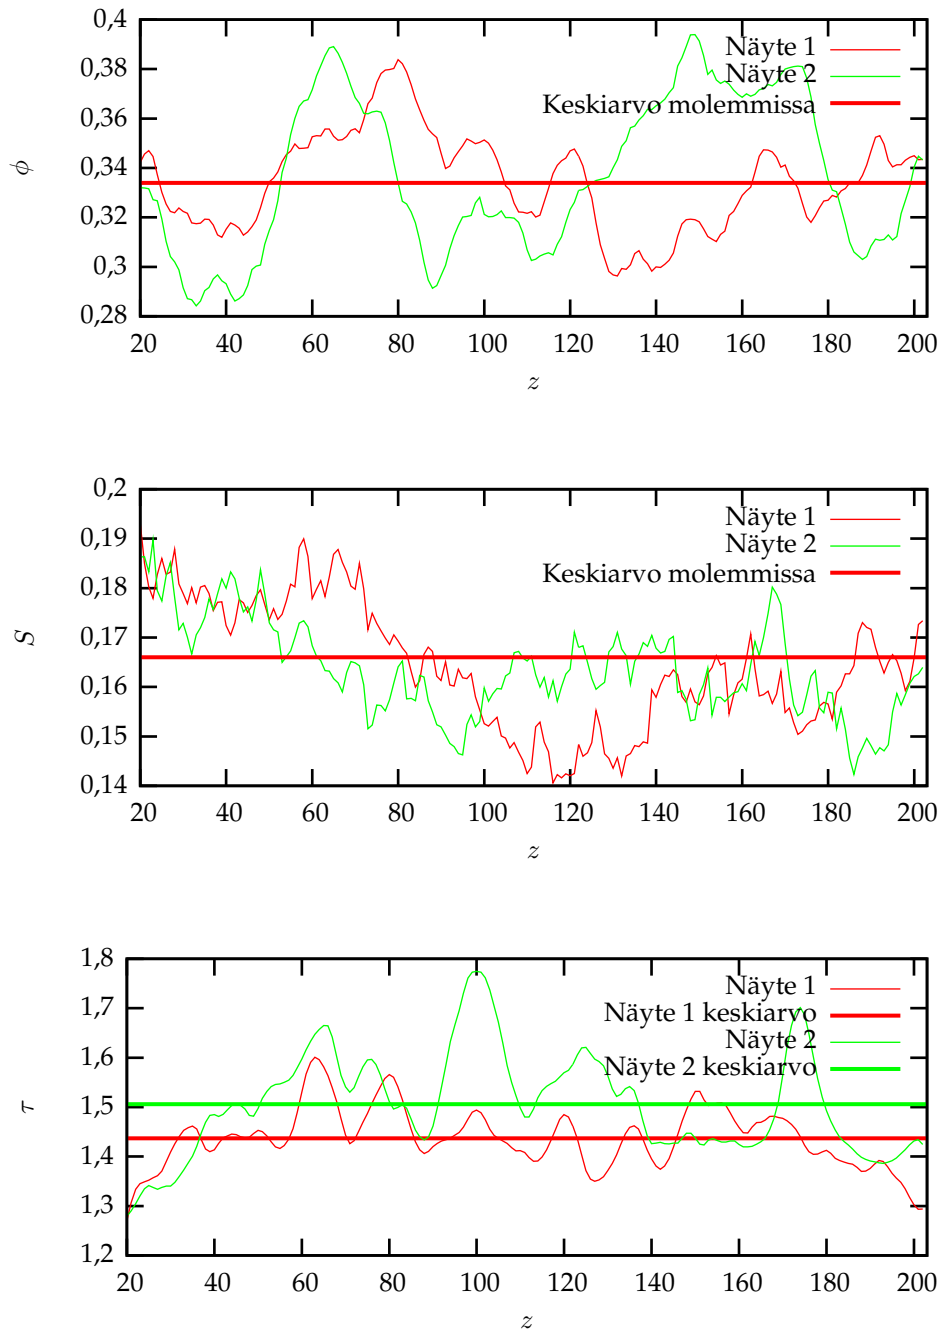 0,4
Näyte 1
0,38
Näyte 2
0,36
Keskiarvo molemmissa
0,34
ϕ
0,32
0,3
0,28
20 40 60 80 100 120 140 160 180 200
z
0,2
0,19
Näyte 1
Näyte 2
0,18
Keskiarvo molemmissa
0,17
S
0,16
0,15
0,14
20 40 60 80 100 120 140 160 180 200
z
1,8
Näyte 1
1,7
Näyte 1 keskiarvo
Näyte 2
1,6
Näyte 2 keskiarvo
1,5
τ
1,4
1,3
1,2
20 40 60 80 100 120 140 160 180 200
z